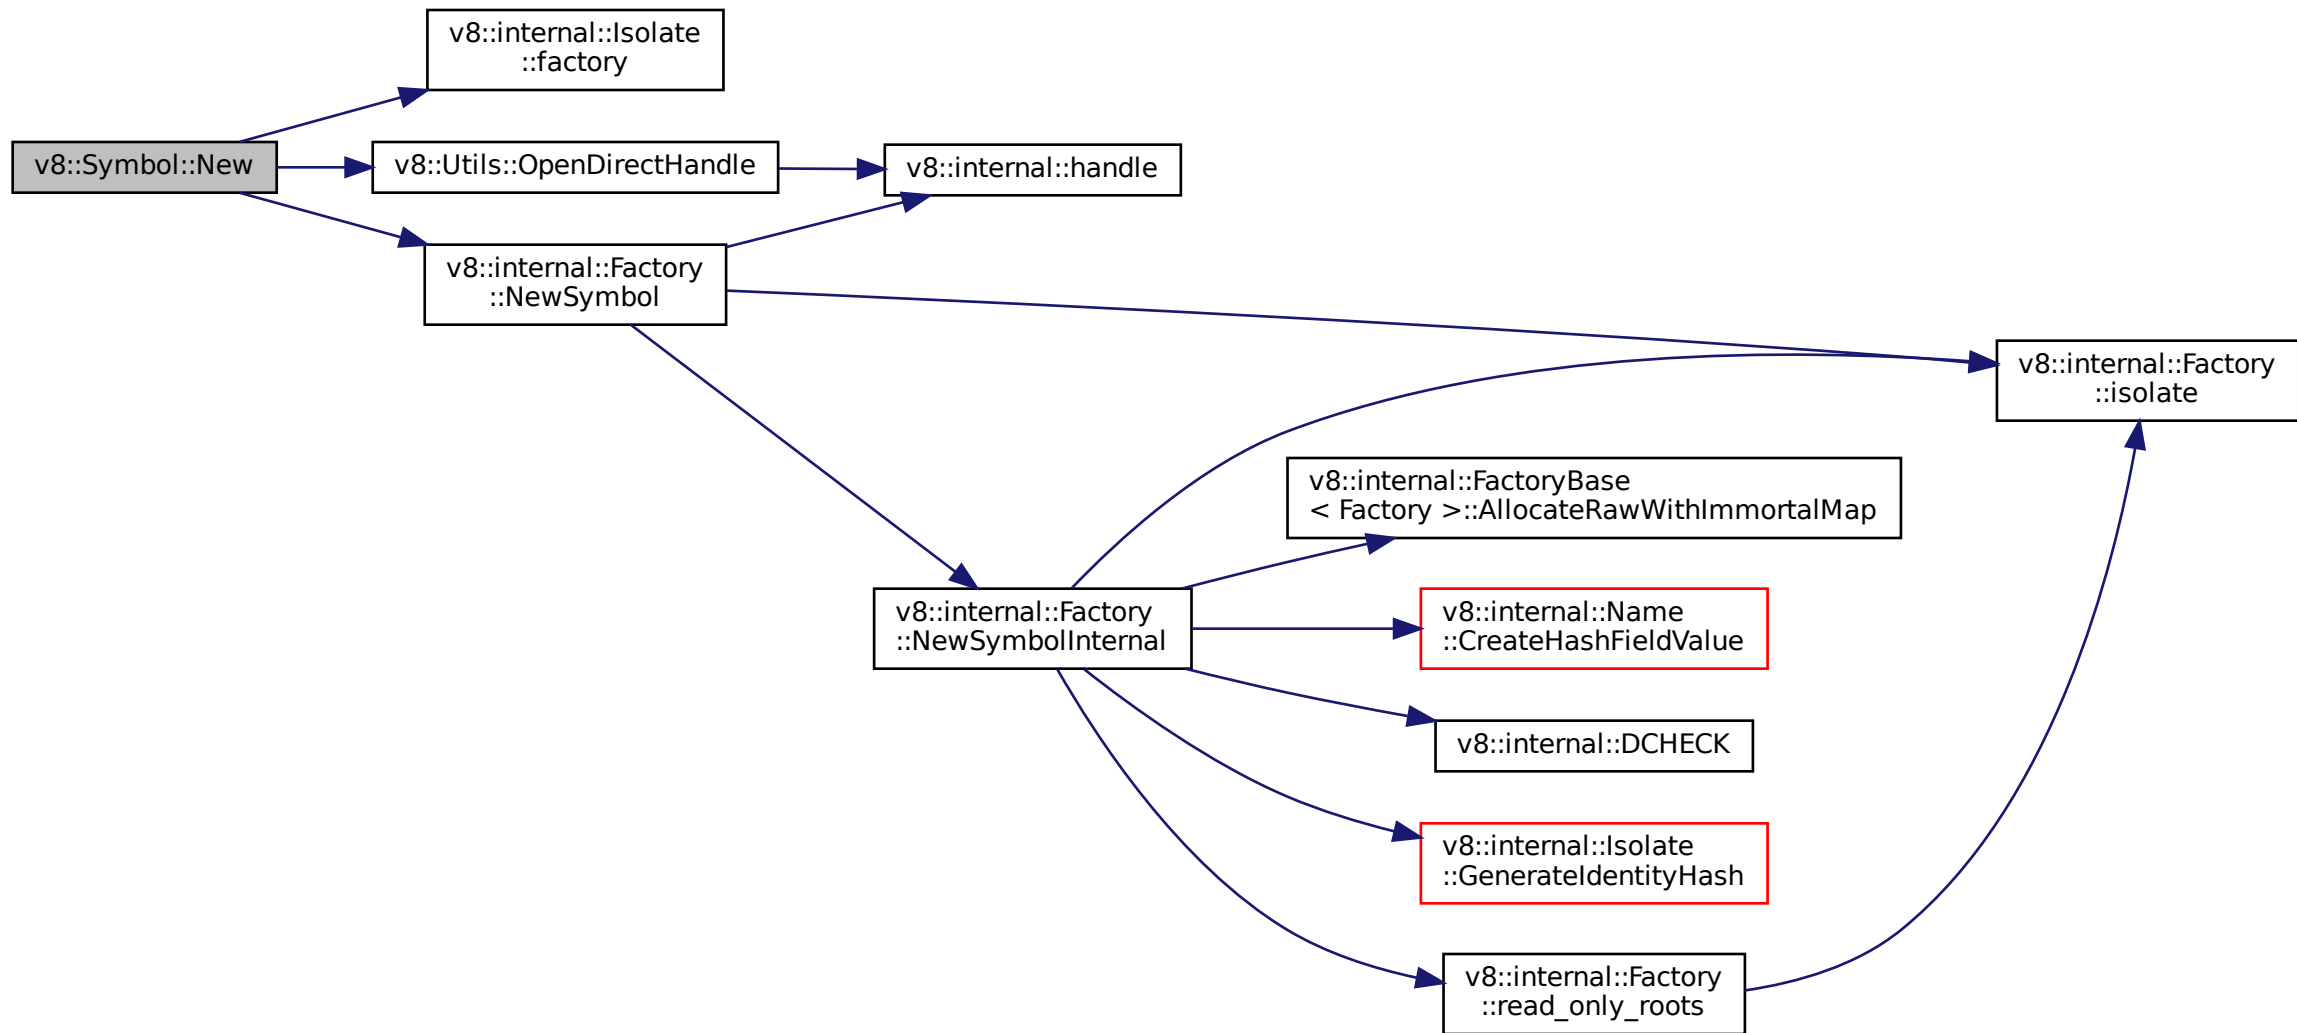 v8::internal::Isolate
::factory
v8::Symbol::New
v8::Utils::OpenDirectHandle
v8::internal::handle
v8::internal::Factory
::NewSymbol
v8::internal::Factory
::isolate
v8::internal::FactoryBase
< Factory >::AllocateRawWithImmortalMap
v8::internal::Factory
::NewSymbolInternal
v8::internal::Name
::CreateHashFieldValue
v8::internal::DCHECK
v8::internal::Isolate
::GenerateIdentityHash
v8::internal::Factory
::read_only_roots